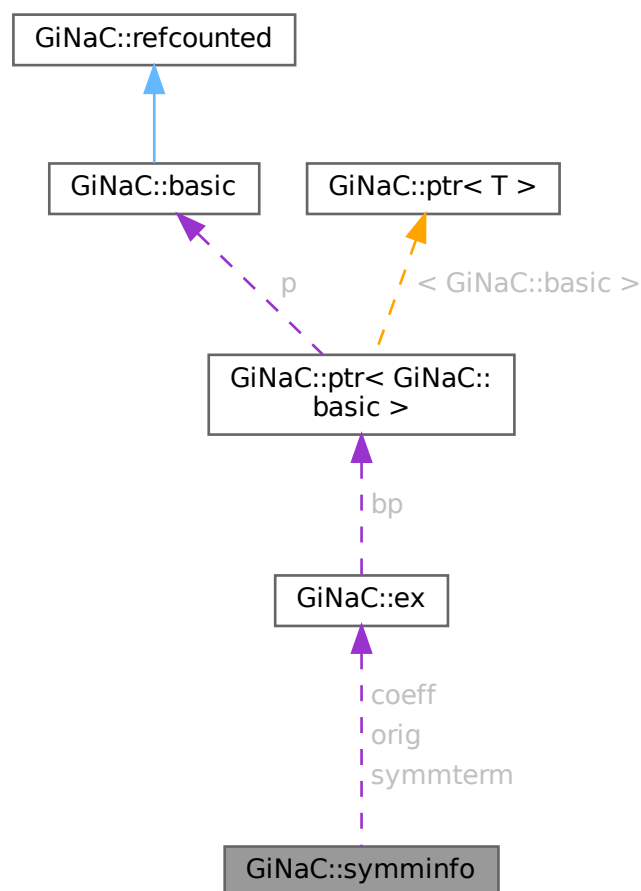 GiNaC::refcounted
GiNaC::basic
GiNaC::ptr< T >
p
< GiNaC::basic >
GiNaC::ptr< GiNaC::
basic >
bp
GiNaC::ex
coeff
orig
symmterm
GiNaC::symminfo